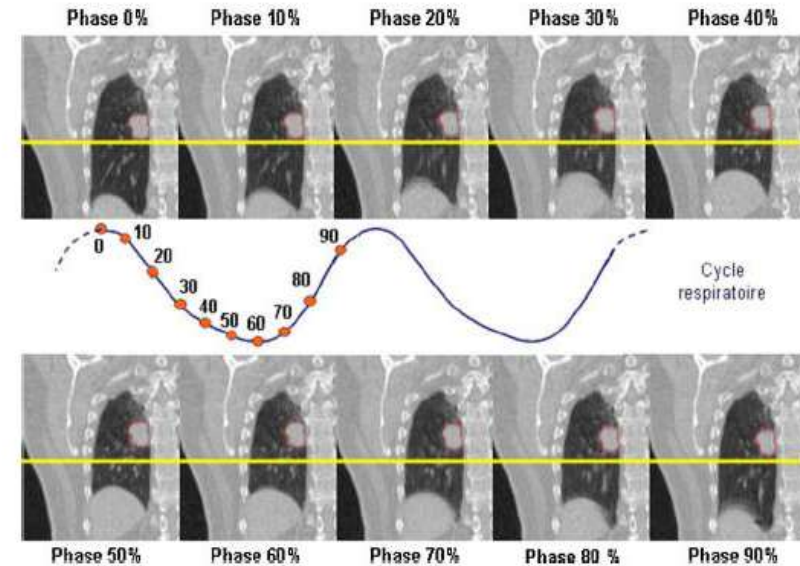 Phase 0% Phase 10% Phase 20% Phase 30% Phase 40%
0 10 20 30 40 50 60 70 80 90
Cycle
respiratoire
Phase 50% Phase 60% Phase 70% Phase 80 % Phase 90%